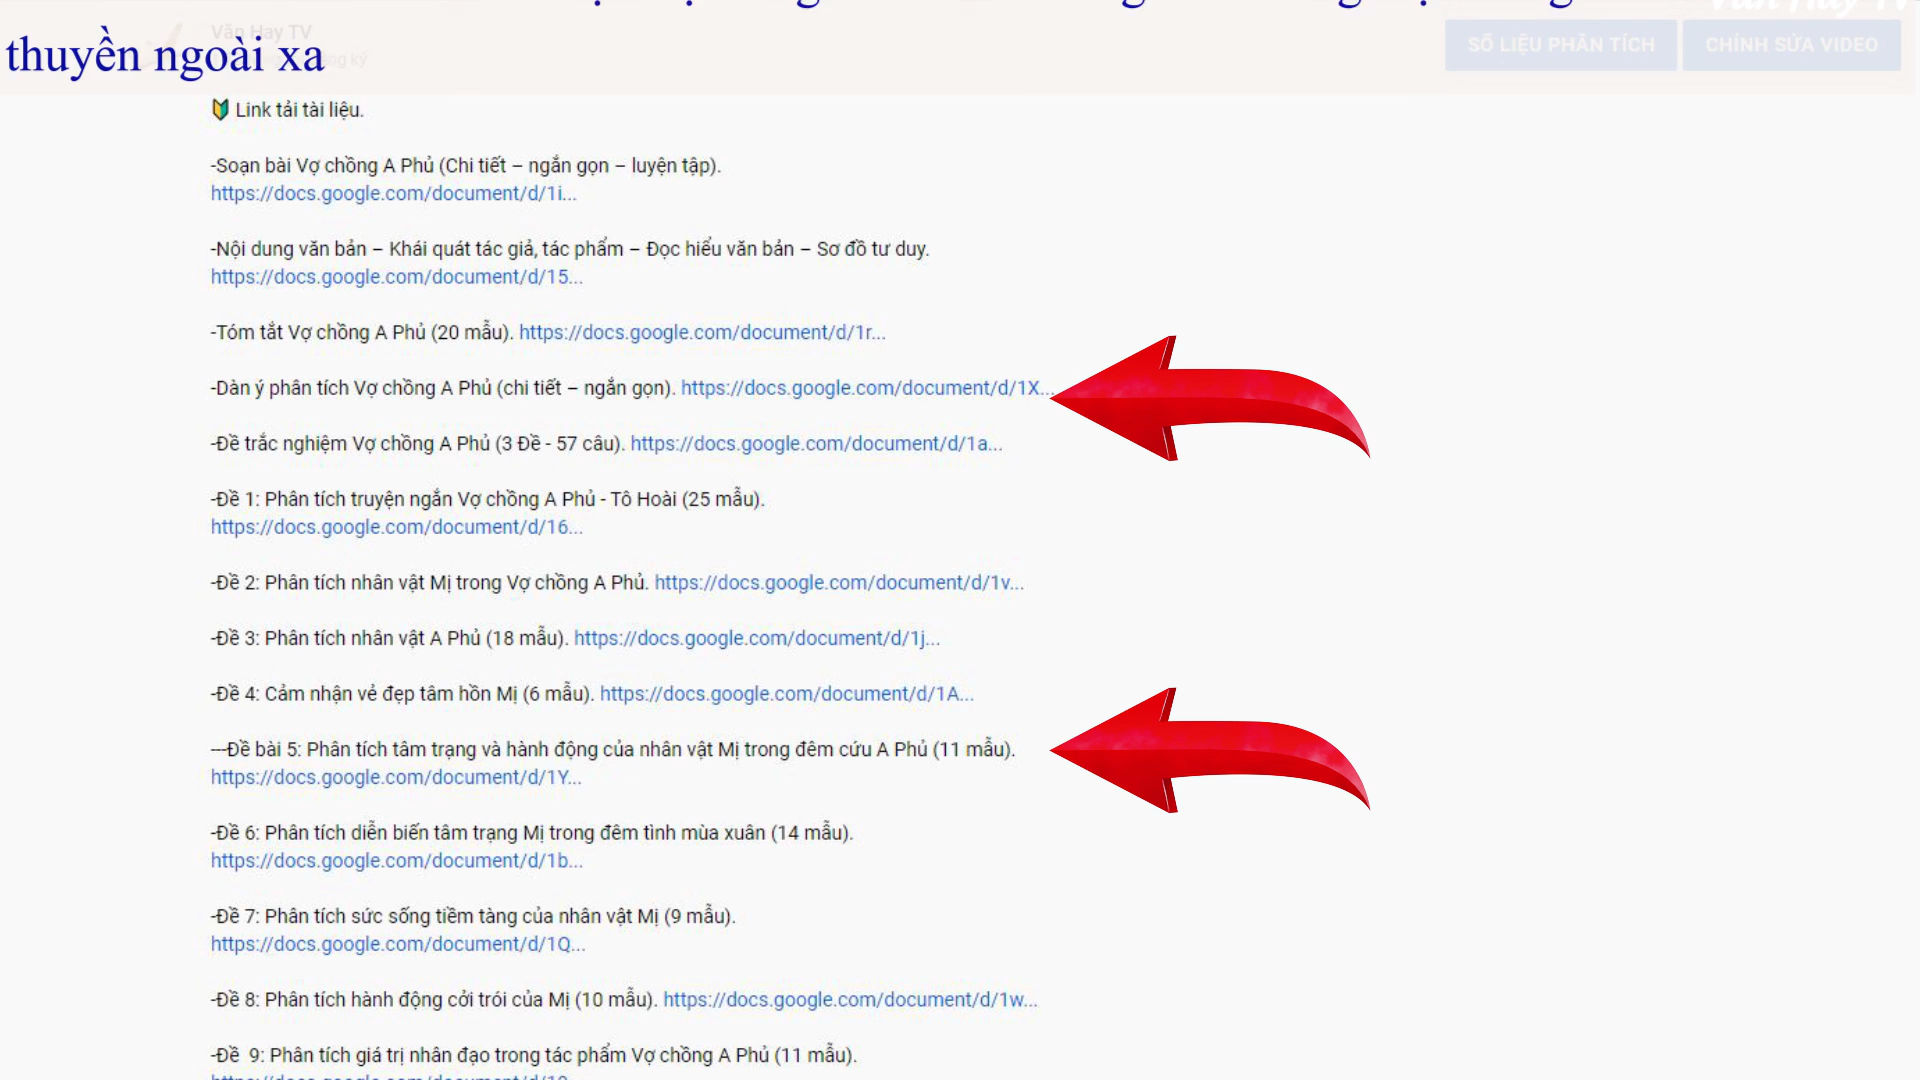 Văn Hay TV
thuyền ngoài xa
SỐ LIỆU PHÂN TÍCH
CHỈNH SỬA VIDEO
Link tải tài liệu.
-Soạn bài Vợ chồng A Phủ (Chi tiết – ngắn gọn – luyện tập).
https://docs.google.com/document/d/1i...
-Nội dung văn bản – Khái quát tác giả, tác phẩm – Đọc hiểu văn bản – Sơ đồ tư duy.
https://docs.google.com/document/d/15...
-Tóm tắt Vợ chồng A Phủ (20 mẫu). https://docs.google.com/document/d/1r...
-Dàn ý phân tích Vợ chồng A Phủ (chi tiết – ngắn gọn). https://docs.google.com/document/d/1X...
-Đề trắc nghiệm Vợ chồng A Phủ (3 Đề - 57 câu). https://docs.google.com/document/d/1a...
-Đề 1: Phân tích truyện ngắn Vợ chồng A Phủ - Tô Hoài (25 mẫu).
https://docs.google.com/document/d/16...
-Đề 2: Phân tích nhân vật Mị trong Vợ chồng A Phủ. https://docs.google.com/document/d/1v...
-Đề 3: Phân tích nhân vật A Phủ (18 mẫu). https://docs.google.com/document/d/1j...
-Đề 4: Cảm nhận vẻ đẹp tâm hồn Mị (6 mẫu). https://docs.google.com/document/d/1A...
---Đề bài 5: Phân tích tâm trạng và hành động của nhân vật Mị trong đêm cứu A Phủ (11 mẫu).
https://docs.google.com/document/d/1Y...
-Đề 6: Phân tích diễn biến tâm trạng Mị trong đêm tình mùa xuân (14 mẫu).
https://docs.google.com/document/d/1b...
-Đề 7: Phân tích sức sống tiềm tàng của nhân vật Mị (9 mẫu).
https://docs.google.com/document/d/1Q...
-Đề 8: Phân tích hành động cởi trói của Mị (10 mẫu). https://docs.google.com/document/d/1w...
-Đề  9: Phân tích giá trị nhân đạo trong tác phẩm Vợ chồng A Phủ (11 mẫu).